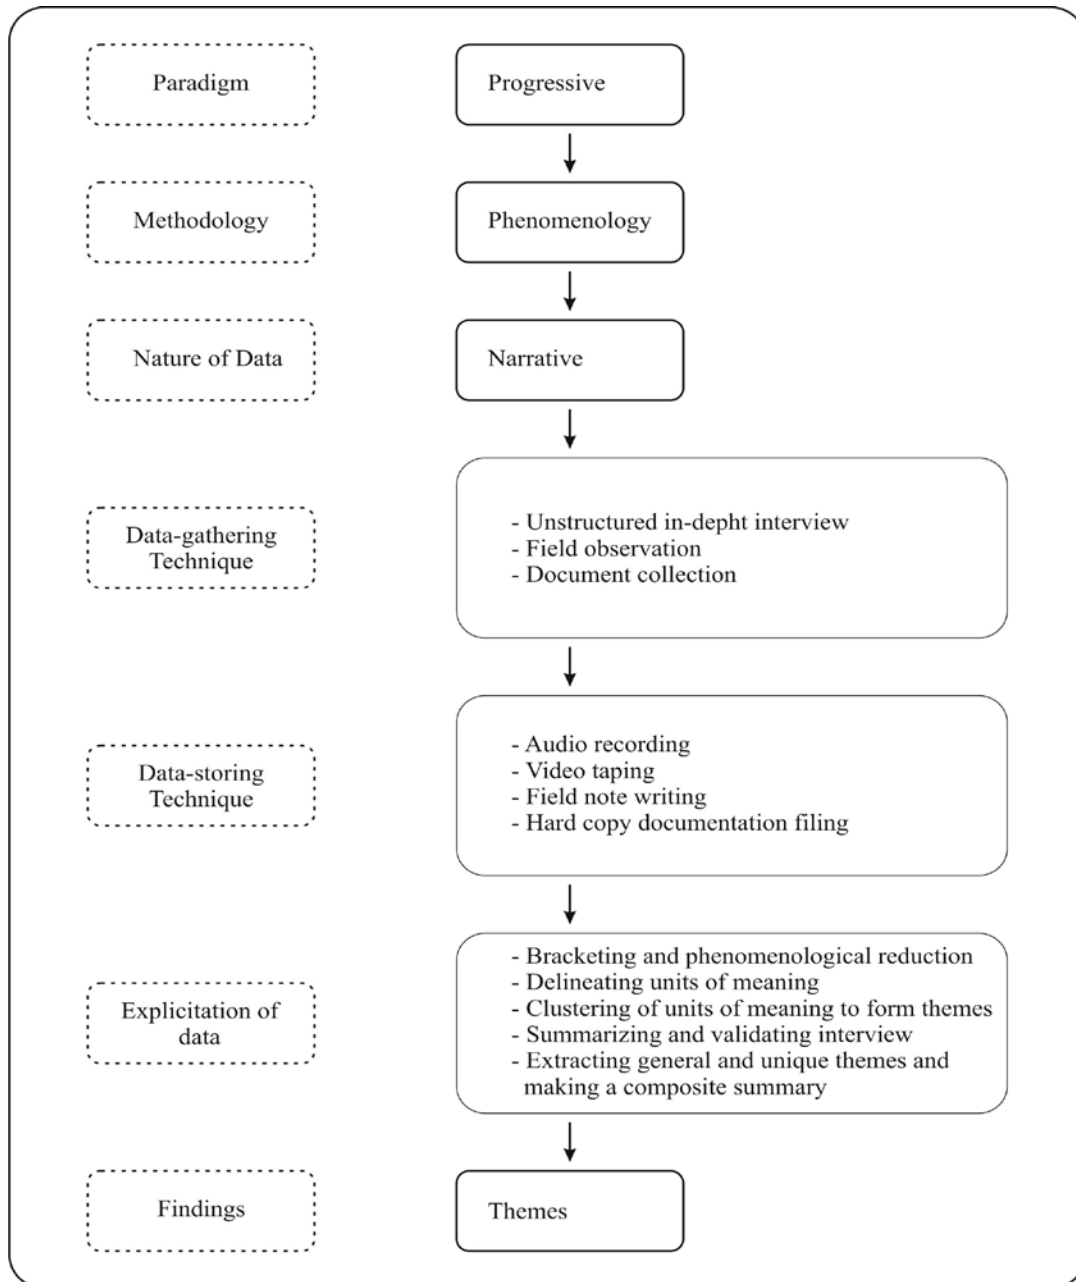 Paradigm
Progressive
Methodology
Phenomenology
Nature of Data
Narrative
Data-gathering
Technique
- Unstructured in-depht interview
- Field observation
- Document collection
Data-storing
Technique
- Audio recording
- Video taping
- Field note writing
- Hard copy documentation filing
Explicitation of
data
- Bracketing and phenomenological reduction
- Delineating units of meaning
- Clustering of units of meaning to form themes
- Summarizing and validating interview
- Extracting general and unique themes and
making a composite summary
Findings
Themes